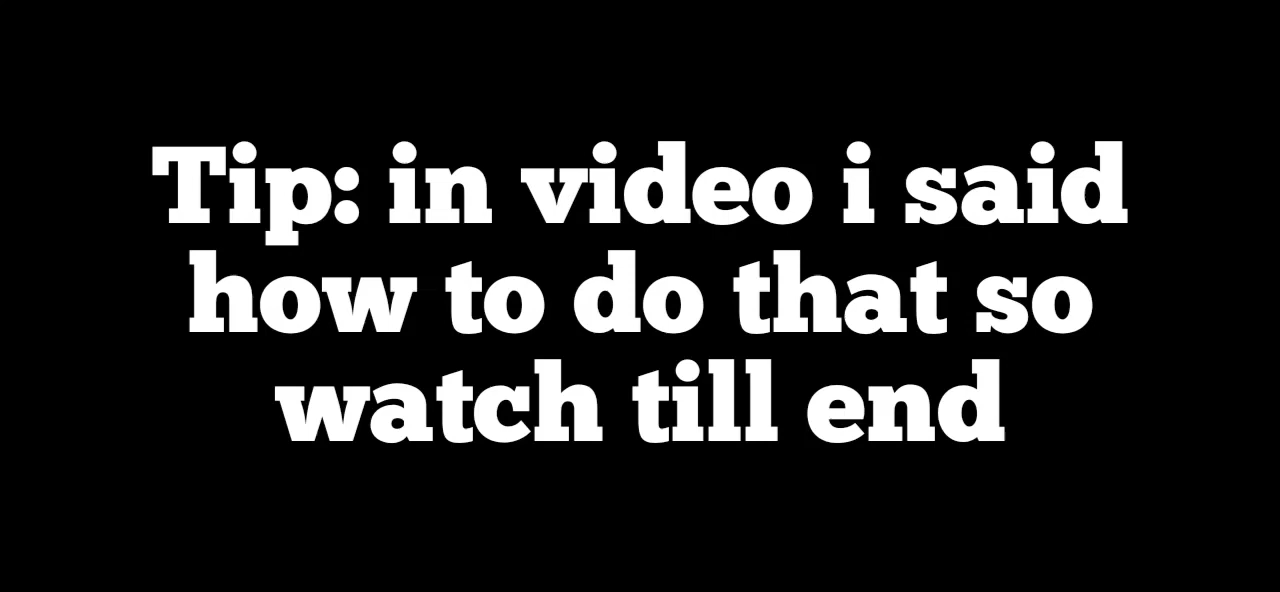 Tip: in video i said
how to do that so
watch till end